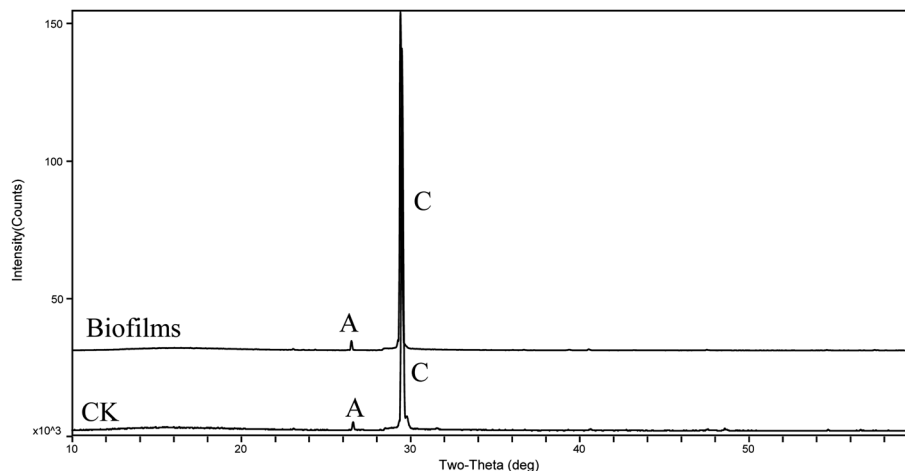 150
100
50
x10^3
Intensity(Counts)
C
Biofilms
A
C
CK
A
10
20
30
40
50
Two-Theta (deg)